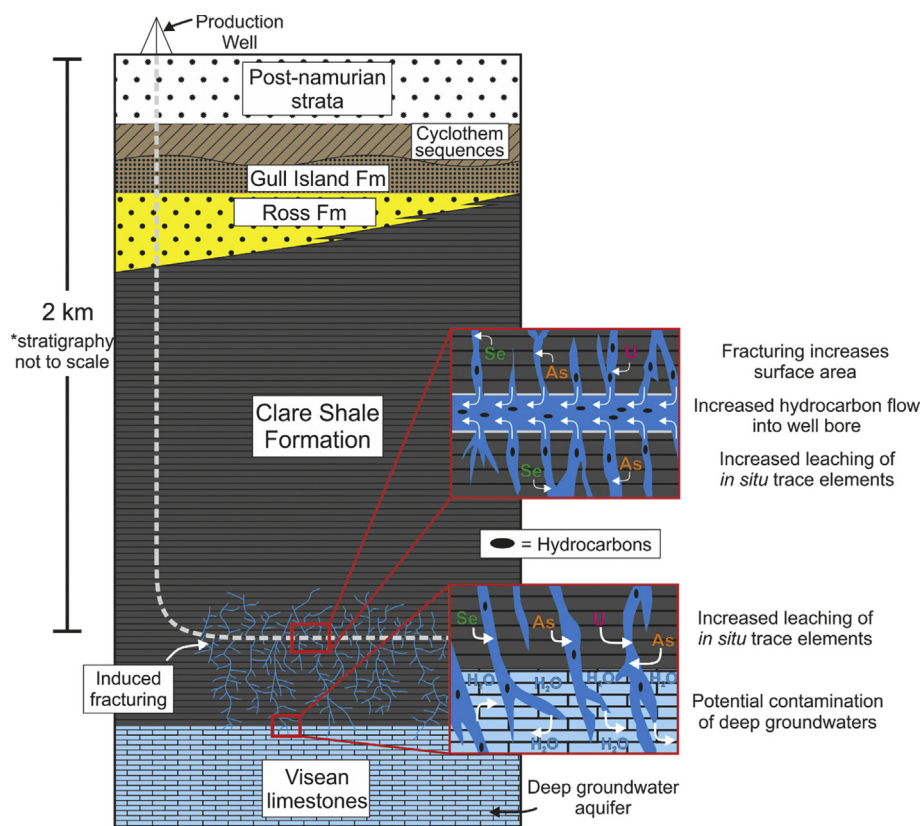 Production
Well
Post-namurian
strata
Cyclothem
sequences
Gull Island Fm
Ross Fm
2 km
*stratigraphy
not to scale
Clare Shale
Formation
Se
As
U
Se
As
Fracturing increases
surface area
Increased hydrocarbon flow
into well bore
Increased leaching of
in situ trace elements
= Hydrocarbons
Se
As
U
As
H₂O
H₂O
H₂O
H₂O
H₂O
H₂O
Increased leaching of
in situ trace elements
Potential contamination
of deep groundwaters
Induced
fracturing
Visean
limestones
Deep groundwater
aquifer